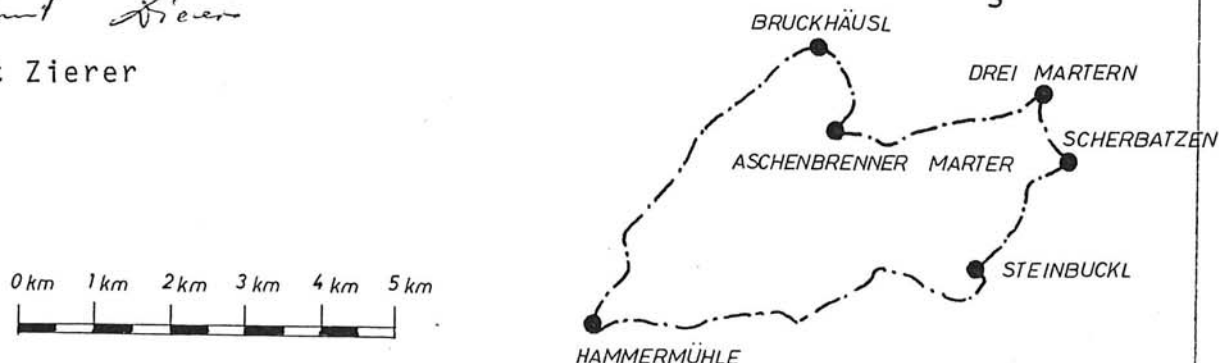 Zierer
BRUCKHÄUSL
DREI MARTERN
SCHERBATZEN
ASCHENBRENNER MARTER
STEINBUCKL
0 km 1 km 2 km 3 km 4 km 5 km
HAMMERMÜHLE